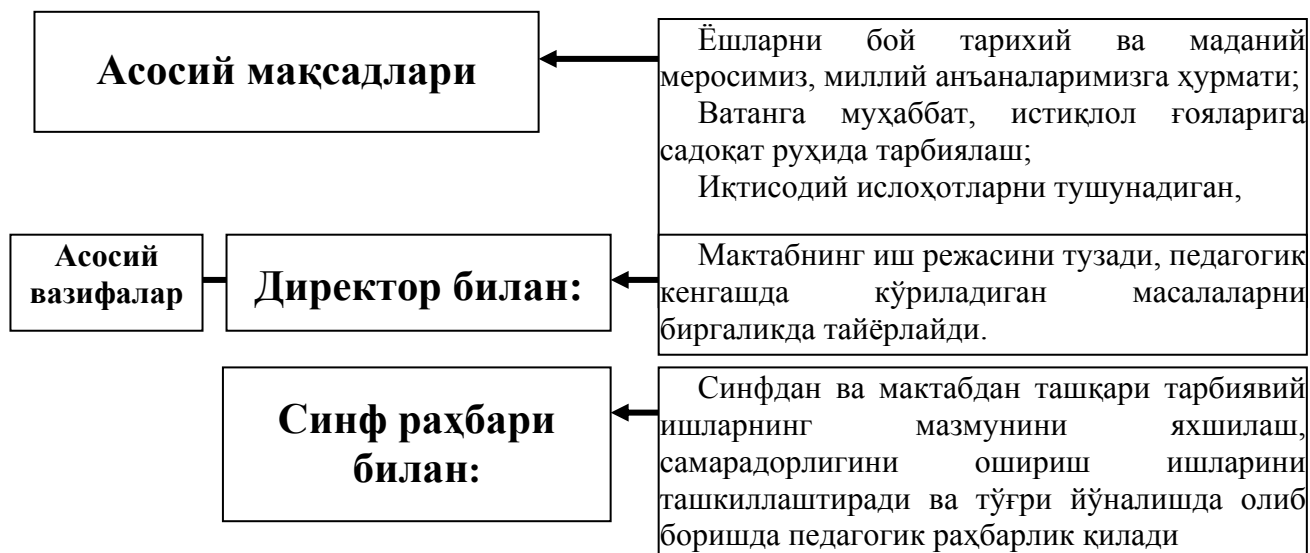 Асосий мақсадлари
Ёшларни бой тарихий ва маданий
меросимиз, миллий анъаналаримизга ҳурмати;
Ватанга муҳаббат, истиқлол ғояларига
садоқат руҳида тарбиялаш;
Иқтисодий ислоҳотларни тушунадиган,
Асосий
вазифалар
Директор билан:
Мактабнинг иш режасини тузади, педагогик
кенгашда кўриладиган масалаларни
биргаликда тайёрлайди.
Синф раҳбари
билан:
Синфдан ва мактабдан ташқари тарбиявий
ишларнинг мазмунини яхшилаш,
самарадорлигини ошириш ишларини
ташкиллаштиради ва тўғри йўналишда олиб
боришда педагогик раҳбарлик қилади